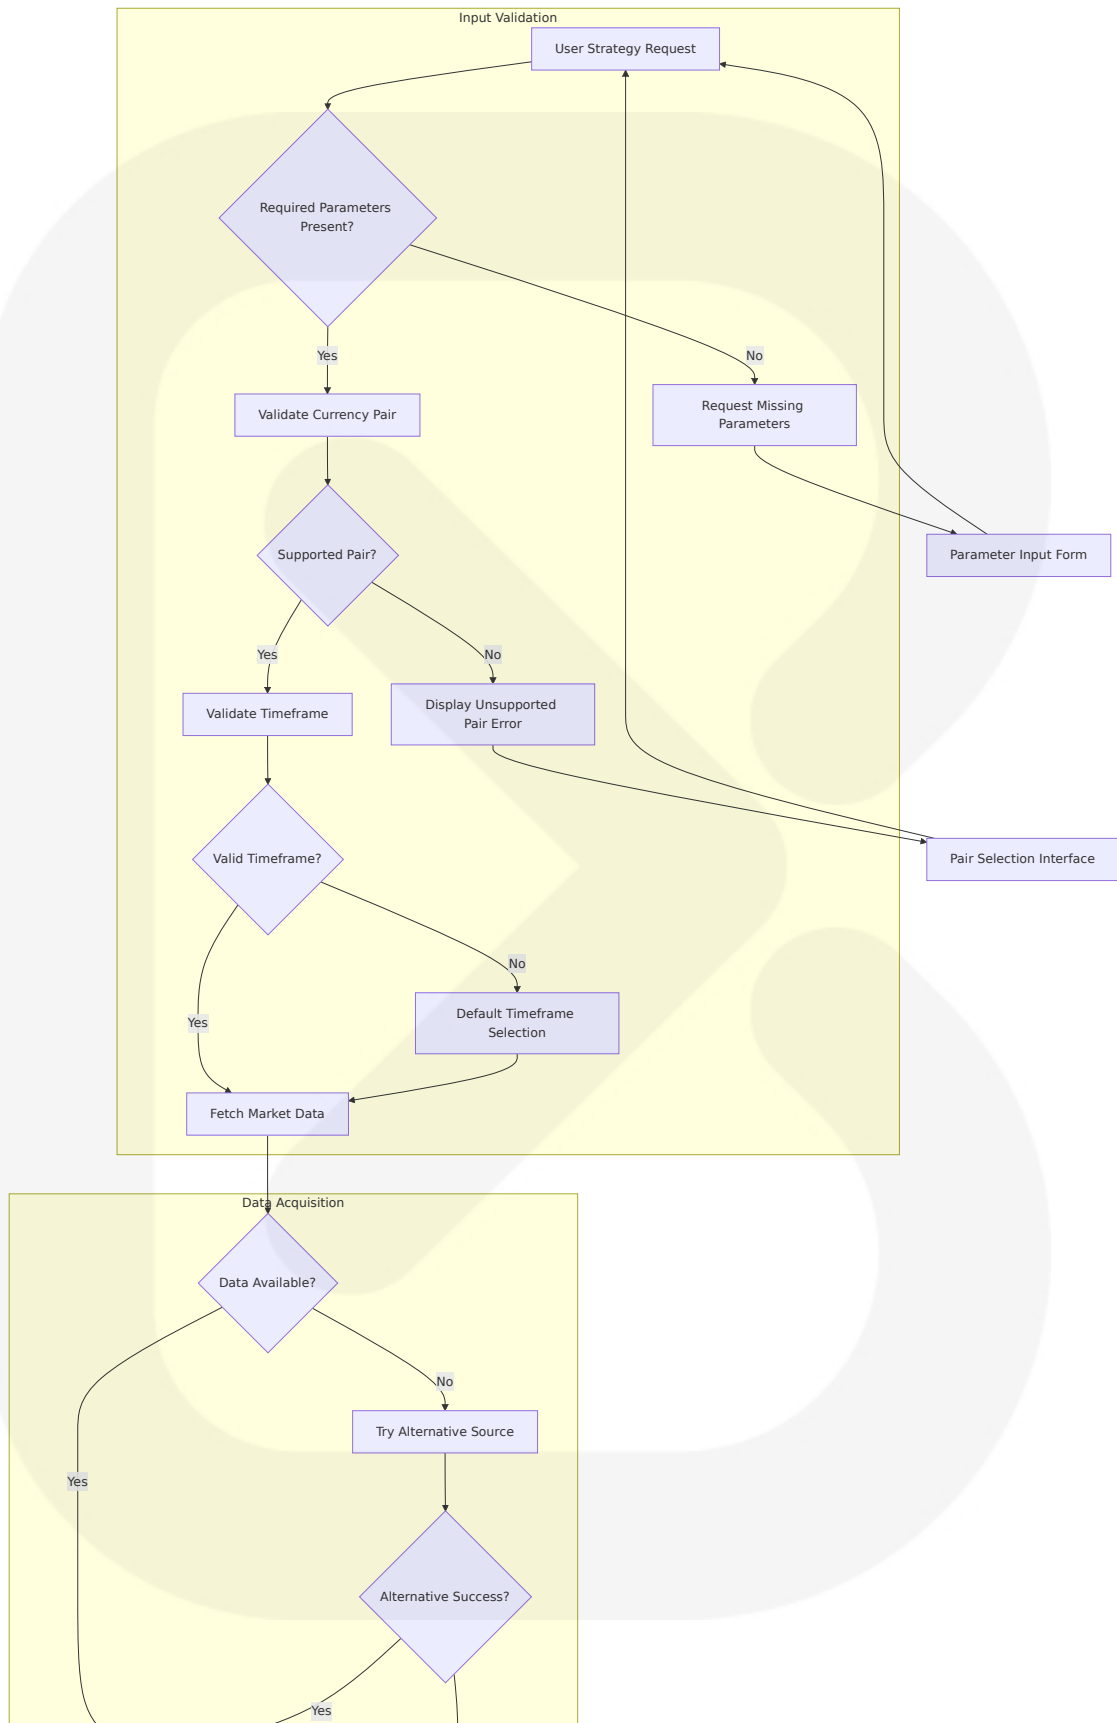 Input Validation
User Strategy Request
Required Parameters
Present?
Yes
No
Validate Currency Pair
Request Missing
Parameters
Supported Pair?
Parameter Input Form
Yes
No
Validate Timeframe
Display Unsupported
Pair Error
Valid Timeframe?
Pair Selection Interface
No
Yes
Default Timeframe
Selection
Fetch Market Data
Data Acquisition
Data Available?
No
Try Alternative Source
Yes
Alternative Success?
Yes